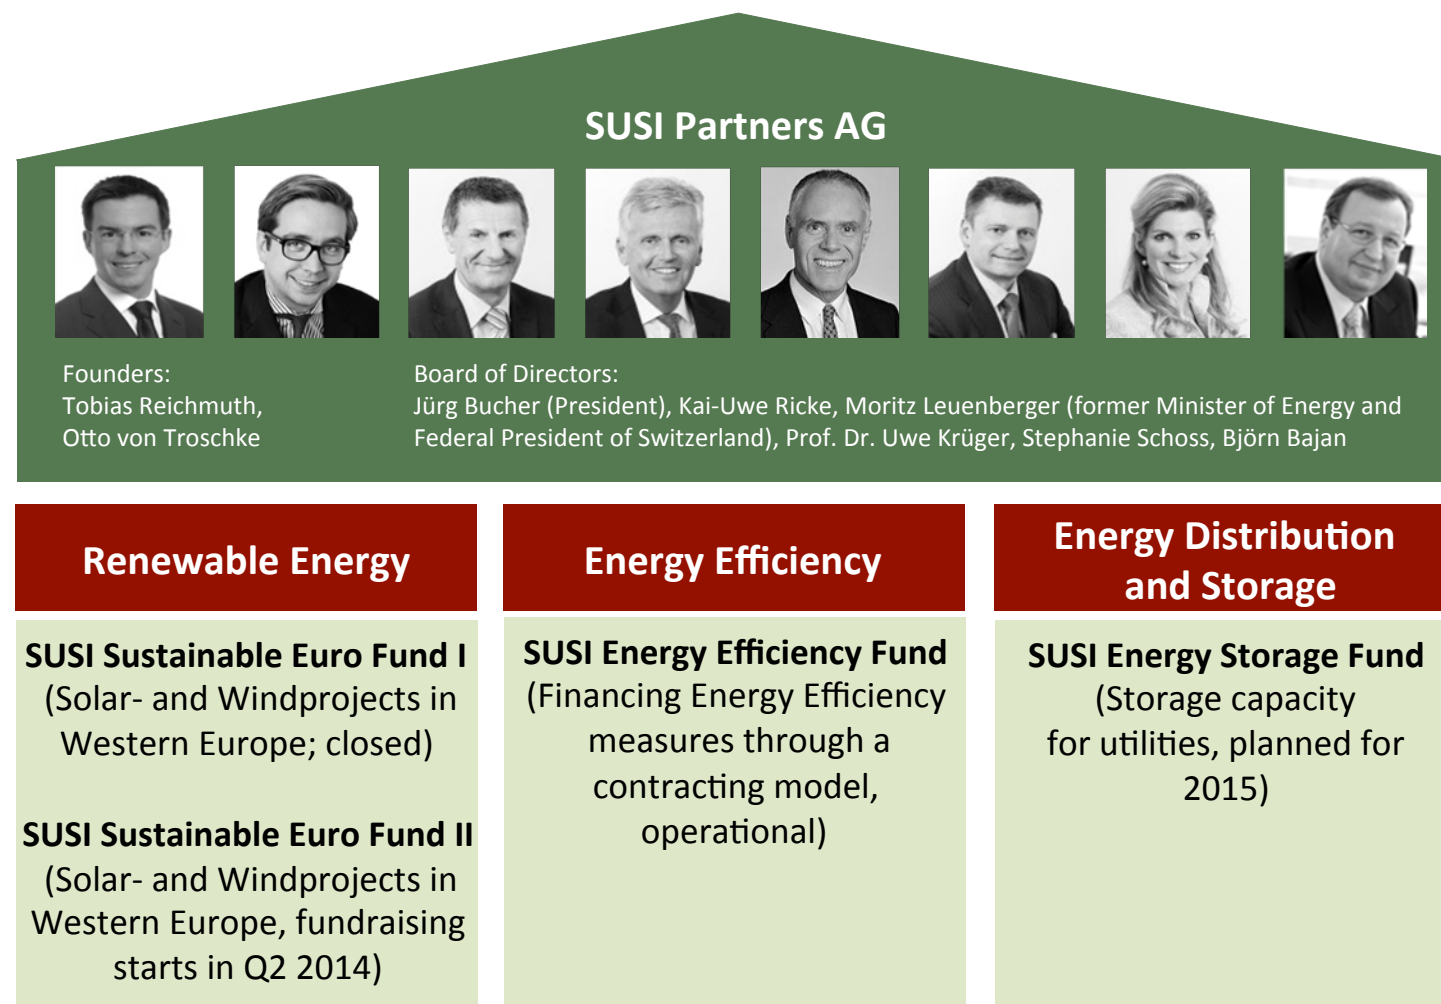 SUSI Partners AG
Founders:
Tobias Reichmuth,
Otto von Troschke
Board of Directors:
Jürg Bucher (President), Kai-Uwe Ricke, Moritz Leuenberger (former Minister of Energy and
Federal President of Switzerland), Prof. Dr. Uwe Krüger, Stephanie Schoss, Björn Bajan
Renewable Energy
SUSI Sustainable Euro Fund I
(Solar- and Windprojects in
Western Europe; closed)
SUSI Sustainable Euro Fund II
(Solar- and Windprojects in
Western Europe, fundraising
starts in Q2 2014)
Energy Efficiency
SUSI Energy Efficiency Fund
(Financing Energy Efficiency
measures through a
contracting model,
operational)
Energy Distribution
and Storage
SUSI Energy Storage Fund
(Storage capacity
for utilities, planned for
2015)